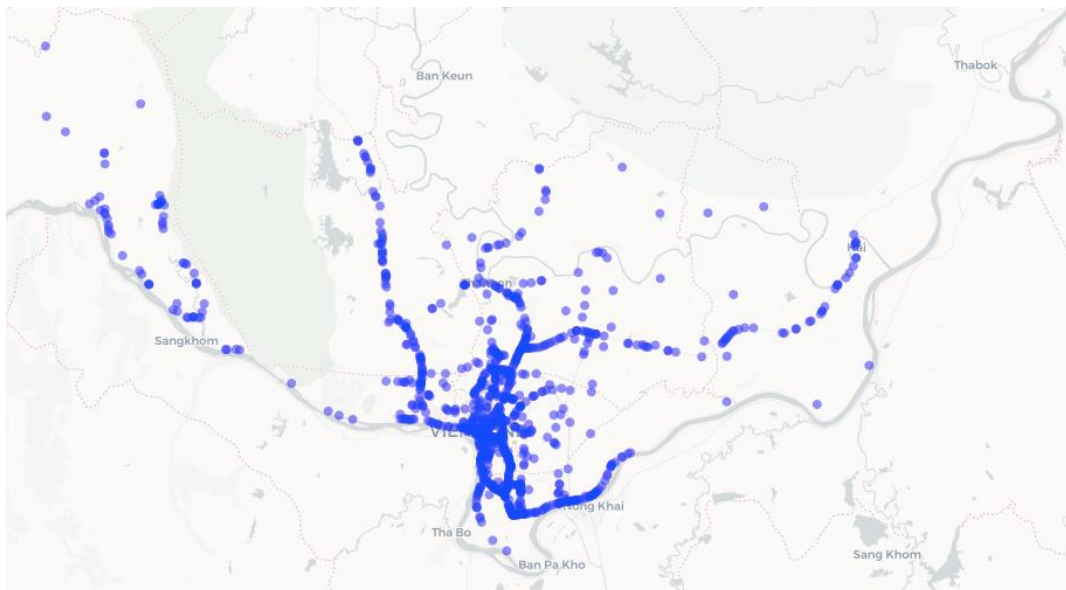 Thabok
Ban Keun
Sangkhom
Nong Khai
Tha Bo
Sang Khom
Ban Pa Kho